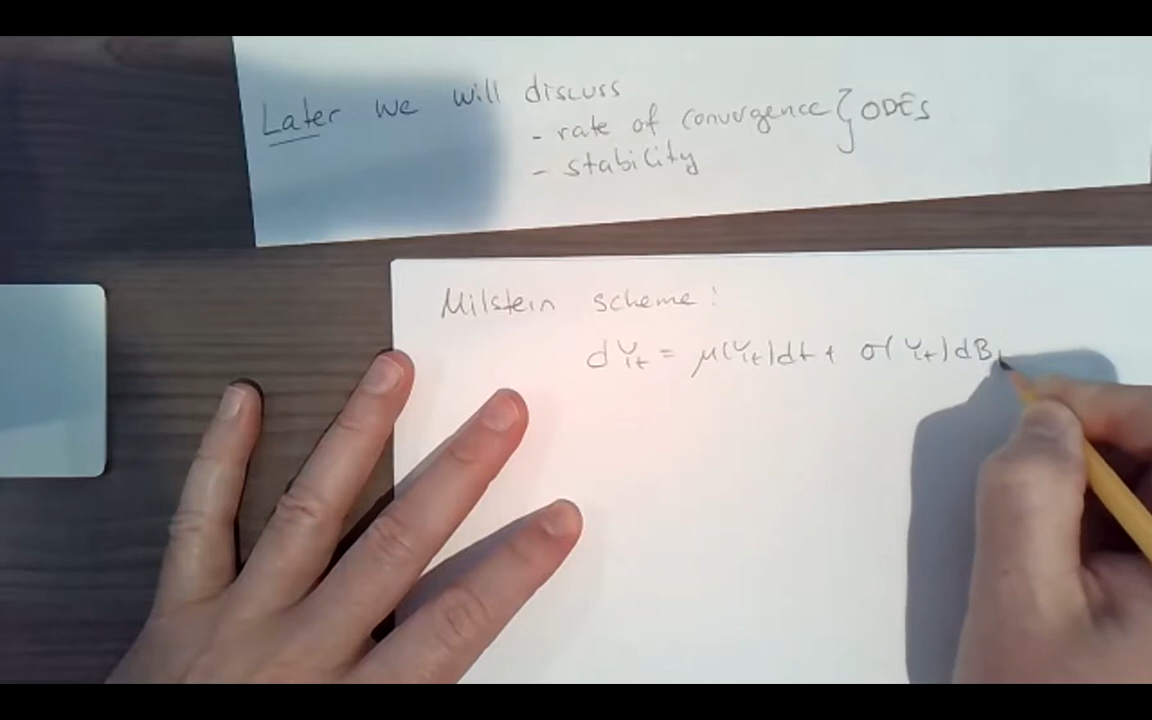 Later we will discuss
- rate of convergence } ODEs
- stability
Milstein scheme:
dY_t = μ(Y_t)dt + σ(Y_t)dB_t